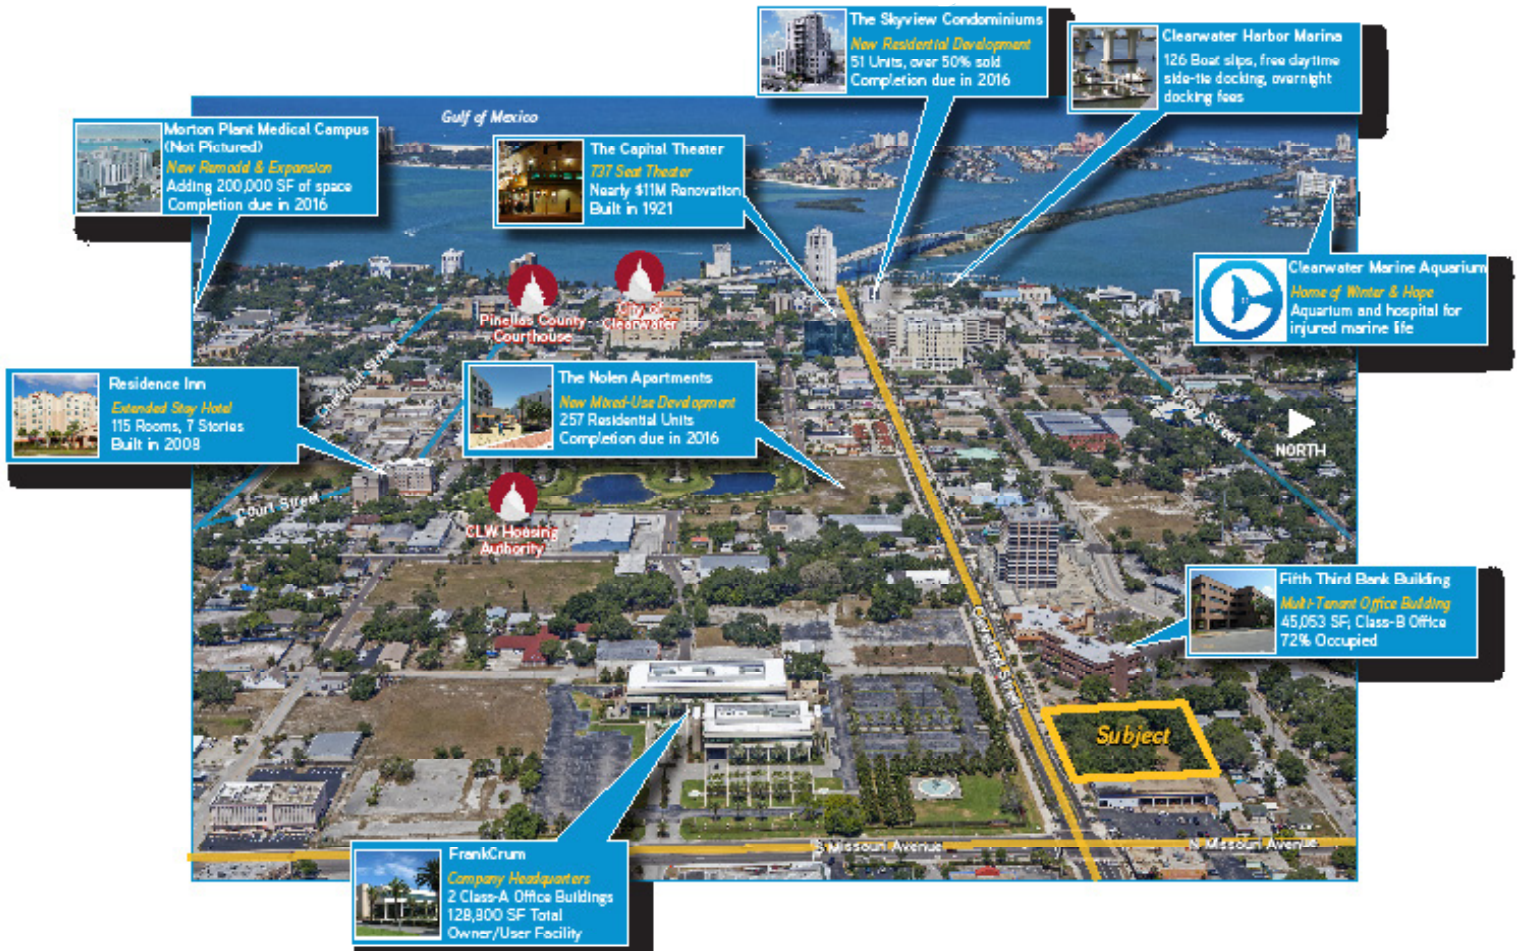 The Skyview Condominiums
New Residential Development
51 Units, over 50% sold
Completion due in 2016
Clearwater Harbor Marina
126 Boat slips, free daytime
side-tie docking, overnight
docking fees
Gulf of Mexico
Morton Plant Medical Campus
(Not Pictured)
New Remodel & Expansion
Adding 200,000 SF of space
Completion due in 2016
The Capital Theater
737 Seat Theater
Nearly $11M Renovation
Built in 1921
Clearwater Marine Aquarium
Home of Winter & Hope
Aquarium and hospital for
injured marine life
Pinellas County
Courthouse
City of
Clearwater
Chestnut Street
Residence Inn
Extended Stay Hotel
115 Rooms, 7 Stories
Built in 2008
The Nolen Apartments
New Mixed-Use Development
257 Residential Units
Completion due in 2016
Drew Street
NORTH
Court Street
CLW Housing
Authority
Fifth Third Bank Building
Multi-Tenant Office Building
45,053 SF; Class-B Office
72% Occupied
Cleveland Street
Subject
S Missouri Avenue
N Missouri Avenue
FrankCrum
Company Headquarters
2 Class-A Office Buildings
128,800 SF Total
Owner/User Facility